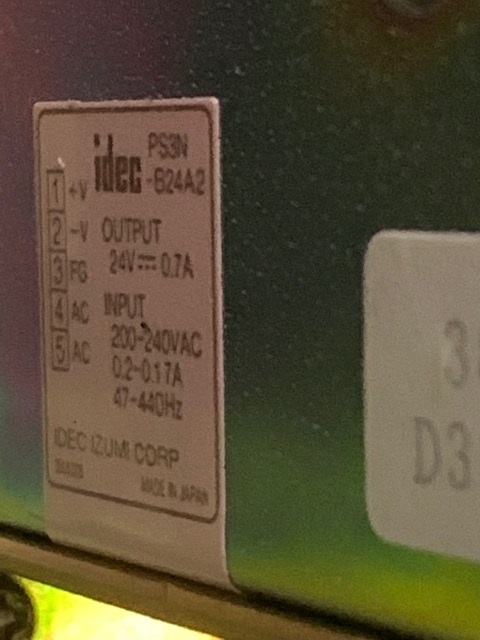 idec PS3N
-B24A2
1 +V
2 -V OUTPUT
24V⎓0.7A
3 FG
4 AC INPUT
200-240VAC
5 AC
0.2-0.17A
47-440Hz
IDEC IZUMI CORP
MADE IN JAPAN
D3